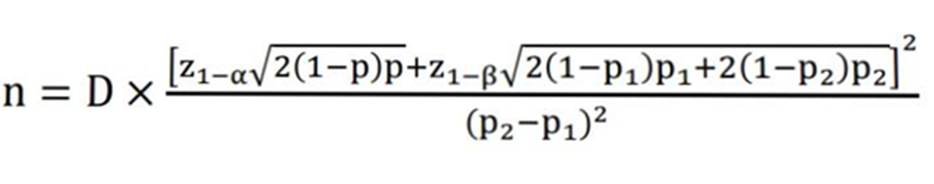 n = D × [z₁₋α√2(1−p)p+z₁₋β√2(1−p₁)p₁+2(1−p₂)p₂]² / (p₂−p₁)²